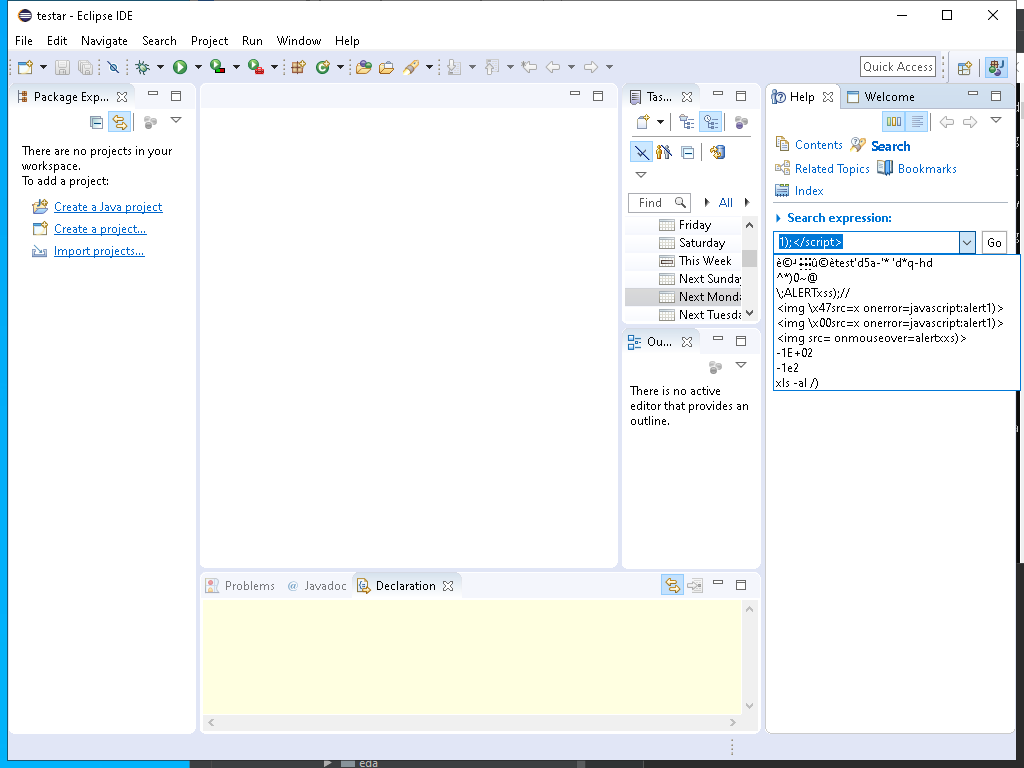 testar - Eclipse IDE
File Edit Navigate Search Project Run Window Help
Quick Access
Package Exp...
There are no projects in your
workspace.
To add a project:
Create a Java project
Create a project...
Import projects...
Tas...
Find
All
Friday
Saturday
This Week
Next Sunday
Next Monda
Next Tuesda
Ou...
There is no active
editor that provides an
outline.
Help
Welcome
Contents
Search
Related Topics
Bookmarks
Index
Search expression:
1);</script>
Go
^*)0~@
\;ALERTxss);//
<img \x47src=x onerror=javascript:alert1)>
<img \x00src=x onerror=javascript:alert1)>
<img src= onmouseover=alertxxs)>
-1E+02
-1e2
xls -al /)
Problems
@ Javadoc
Declaration
eda